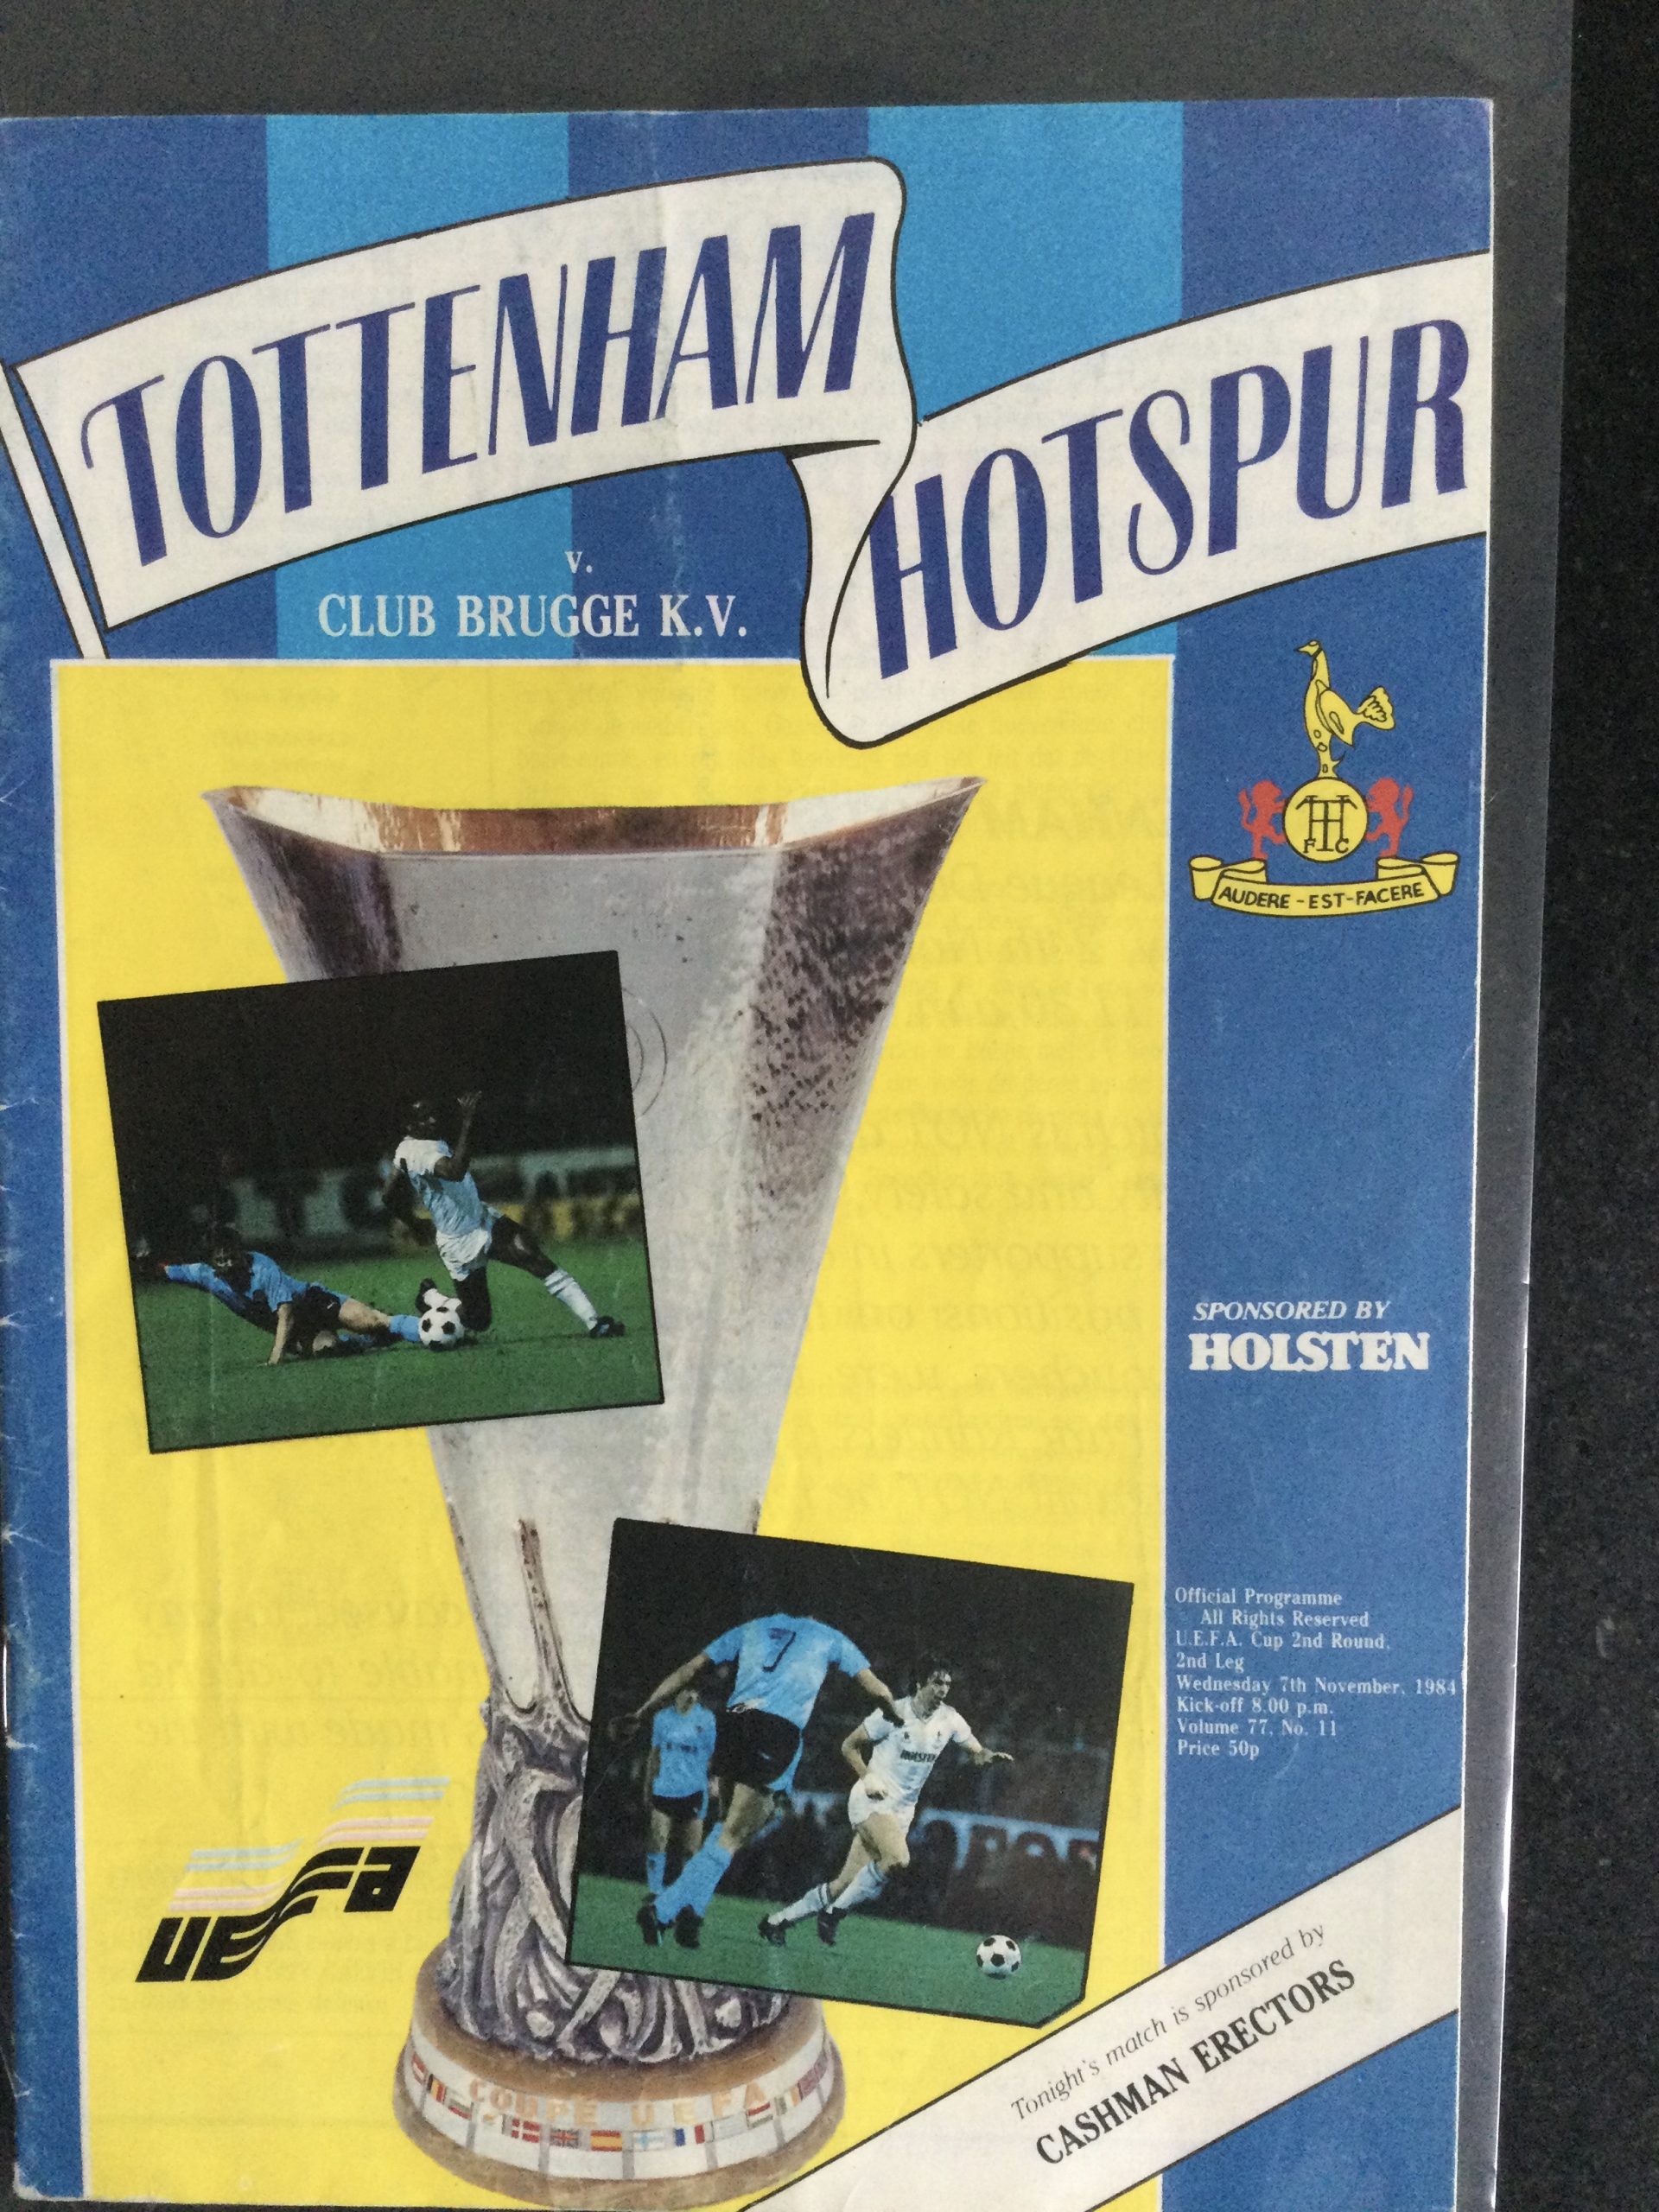 TOTTENHAM
HOTSPUR
v.
CLUB BRUGGE K.V.
THFC
AUDERE - EST - FACERE
SPONSORED BY
HOLSTEN
7
HOLSTEN
Official Programme
All Rights Reserved
U.E.F.A. Cup 2nd Round,
2nd Leg
Wednesday 7th November, 1984
Kick-off 8.00 p.m.
Volume 77, No. 11
Price 50p
UEFA
COUPE UEFA
Tonight's match is sponsored by
CASHMAN ERECTORS